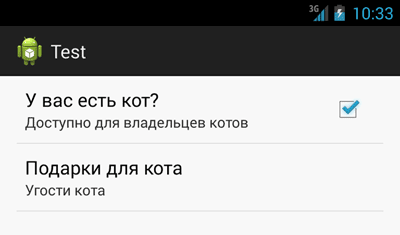 3G 10:33
Test
У вас есть кот?
Доступно для владельцев котов
Подарки для кота
Угости кота